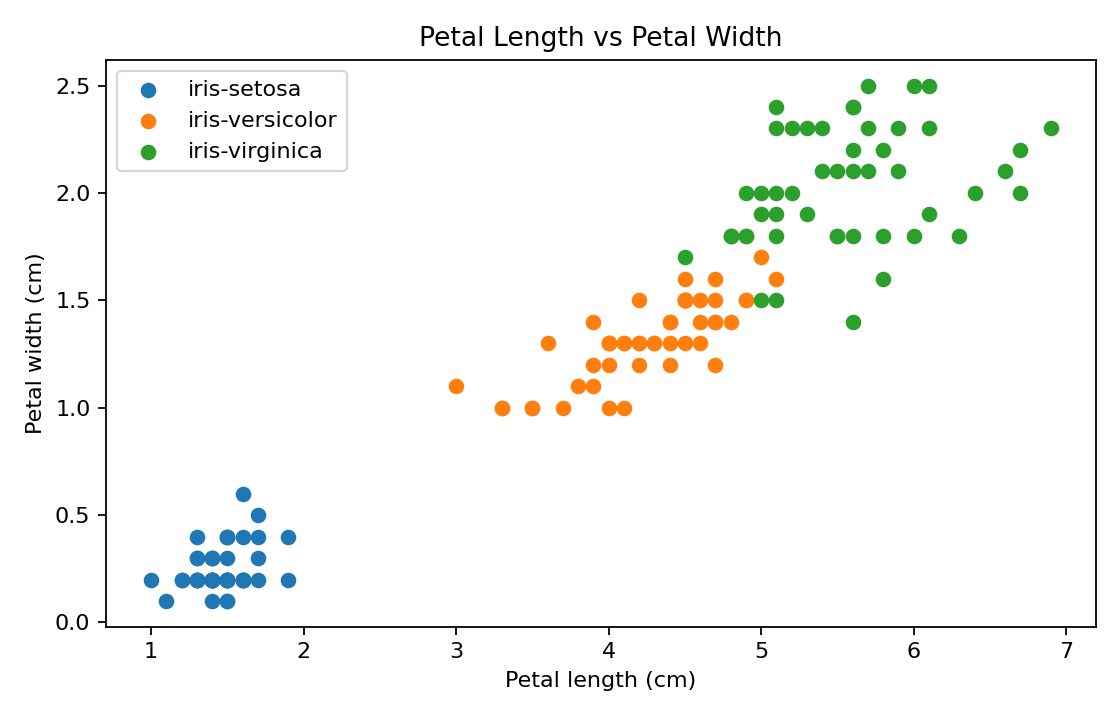 Petal Length vs Petal Width
iris-setosa
iris-versicolor
iris-virginica
2.5
2.0
1.5
1.0
0.5
0.0
Petal width (cm)
1 2 3 4 5 6 7
Petal length (cm)